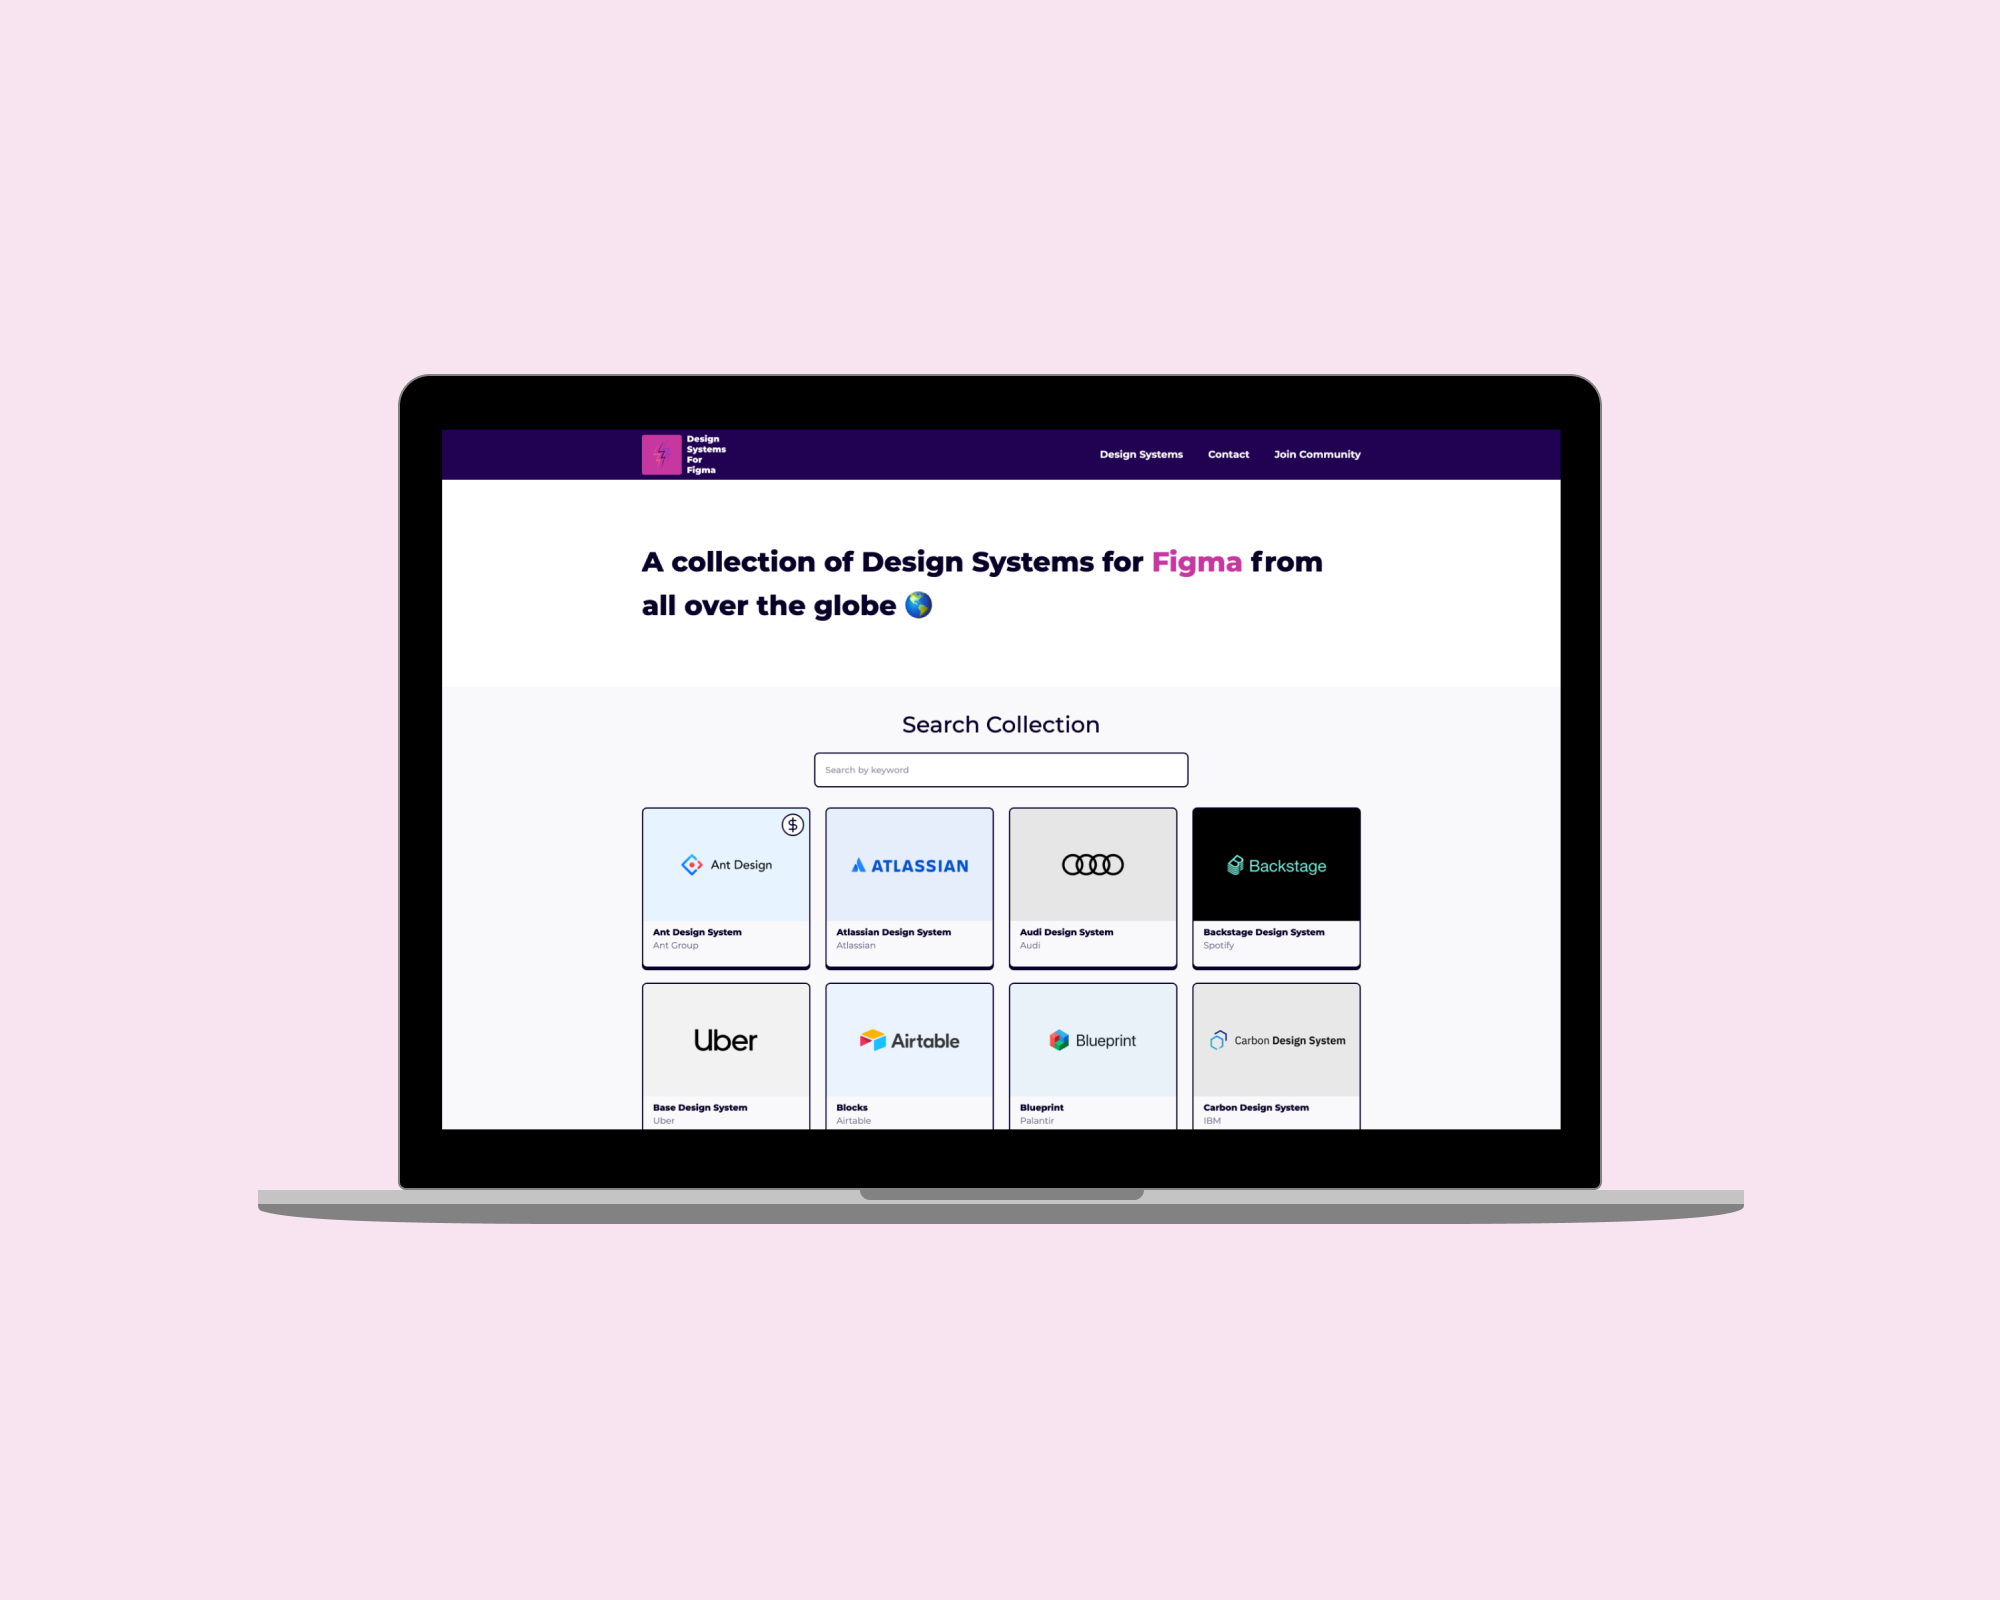 Design
Systems
For
Figma
Design Systems
Contact
Join Community
A collection of Design Systems for Figma from
all over the globe
Search Collection
Search by keyword
$
Ant Design
ATLASSIAN
Backstage
Ant Design System
Ant Group
Atlassian Design System
Atlassian
Audi Design System
Audi
Backstage Design System
Spotify
Uber
Airtable
Blueprint
Carbon Design System
Base Design System
Uber
Blocks
Airtable
Blueprint
Palantir
Carbon Design System
IBM